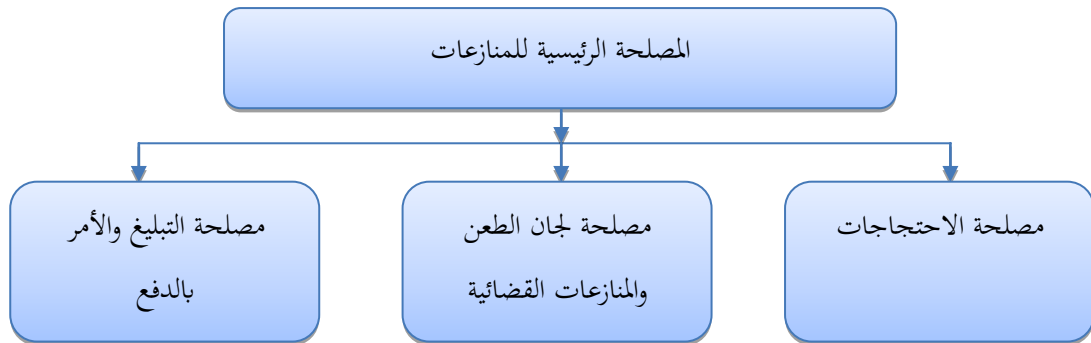 المصلحة الرئيسية للمنازعات
مصلحة الاحتجاجات
مصلحة لجان الطعن
والمنازعات القضائية
مصلحة التبليغ والأمر
بالدفع